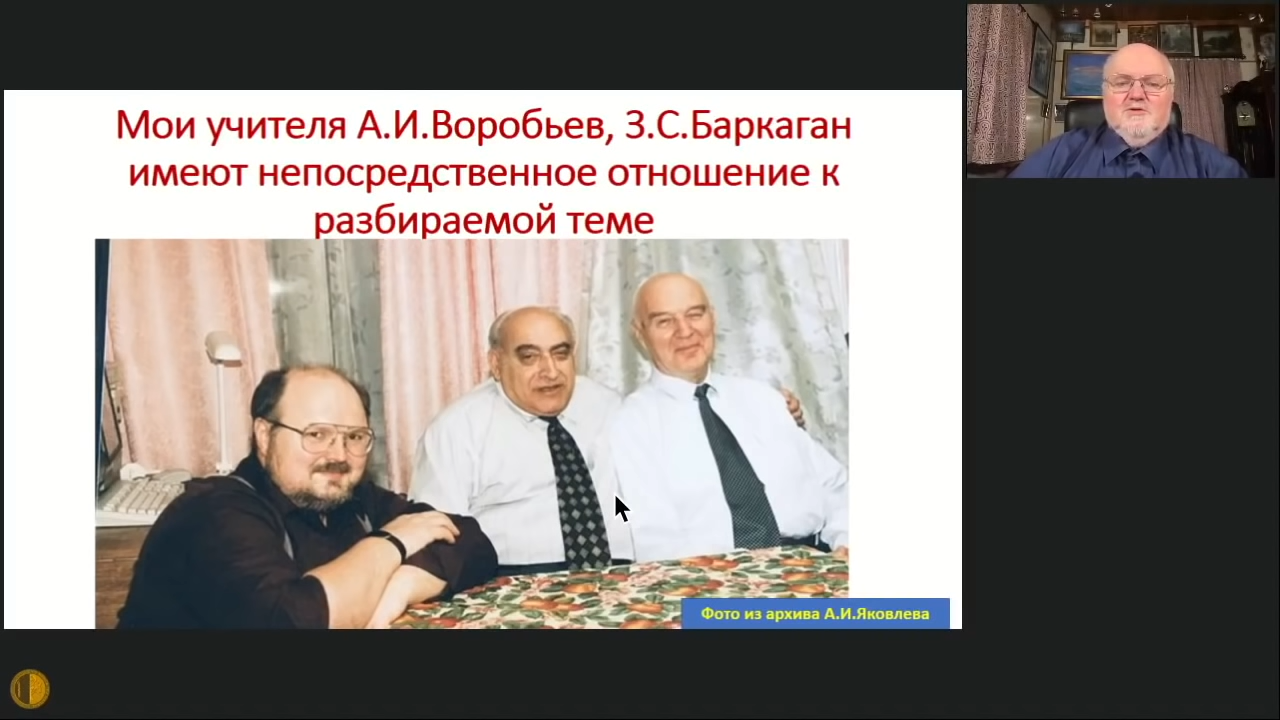 Мои учителя А.И.Воробьев, З.С.Баркаган
имеют непосредственное отношение к
разбираемой теме
Фото из архива А.И.Яковлева